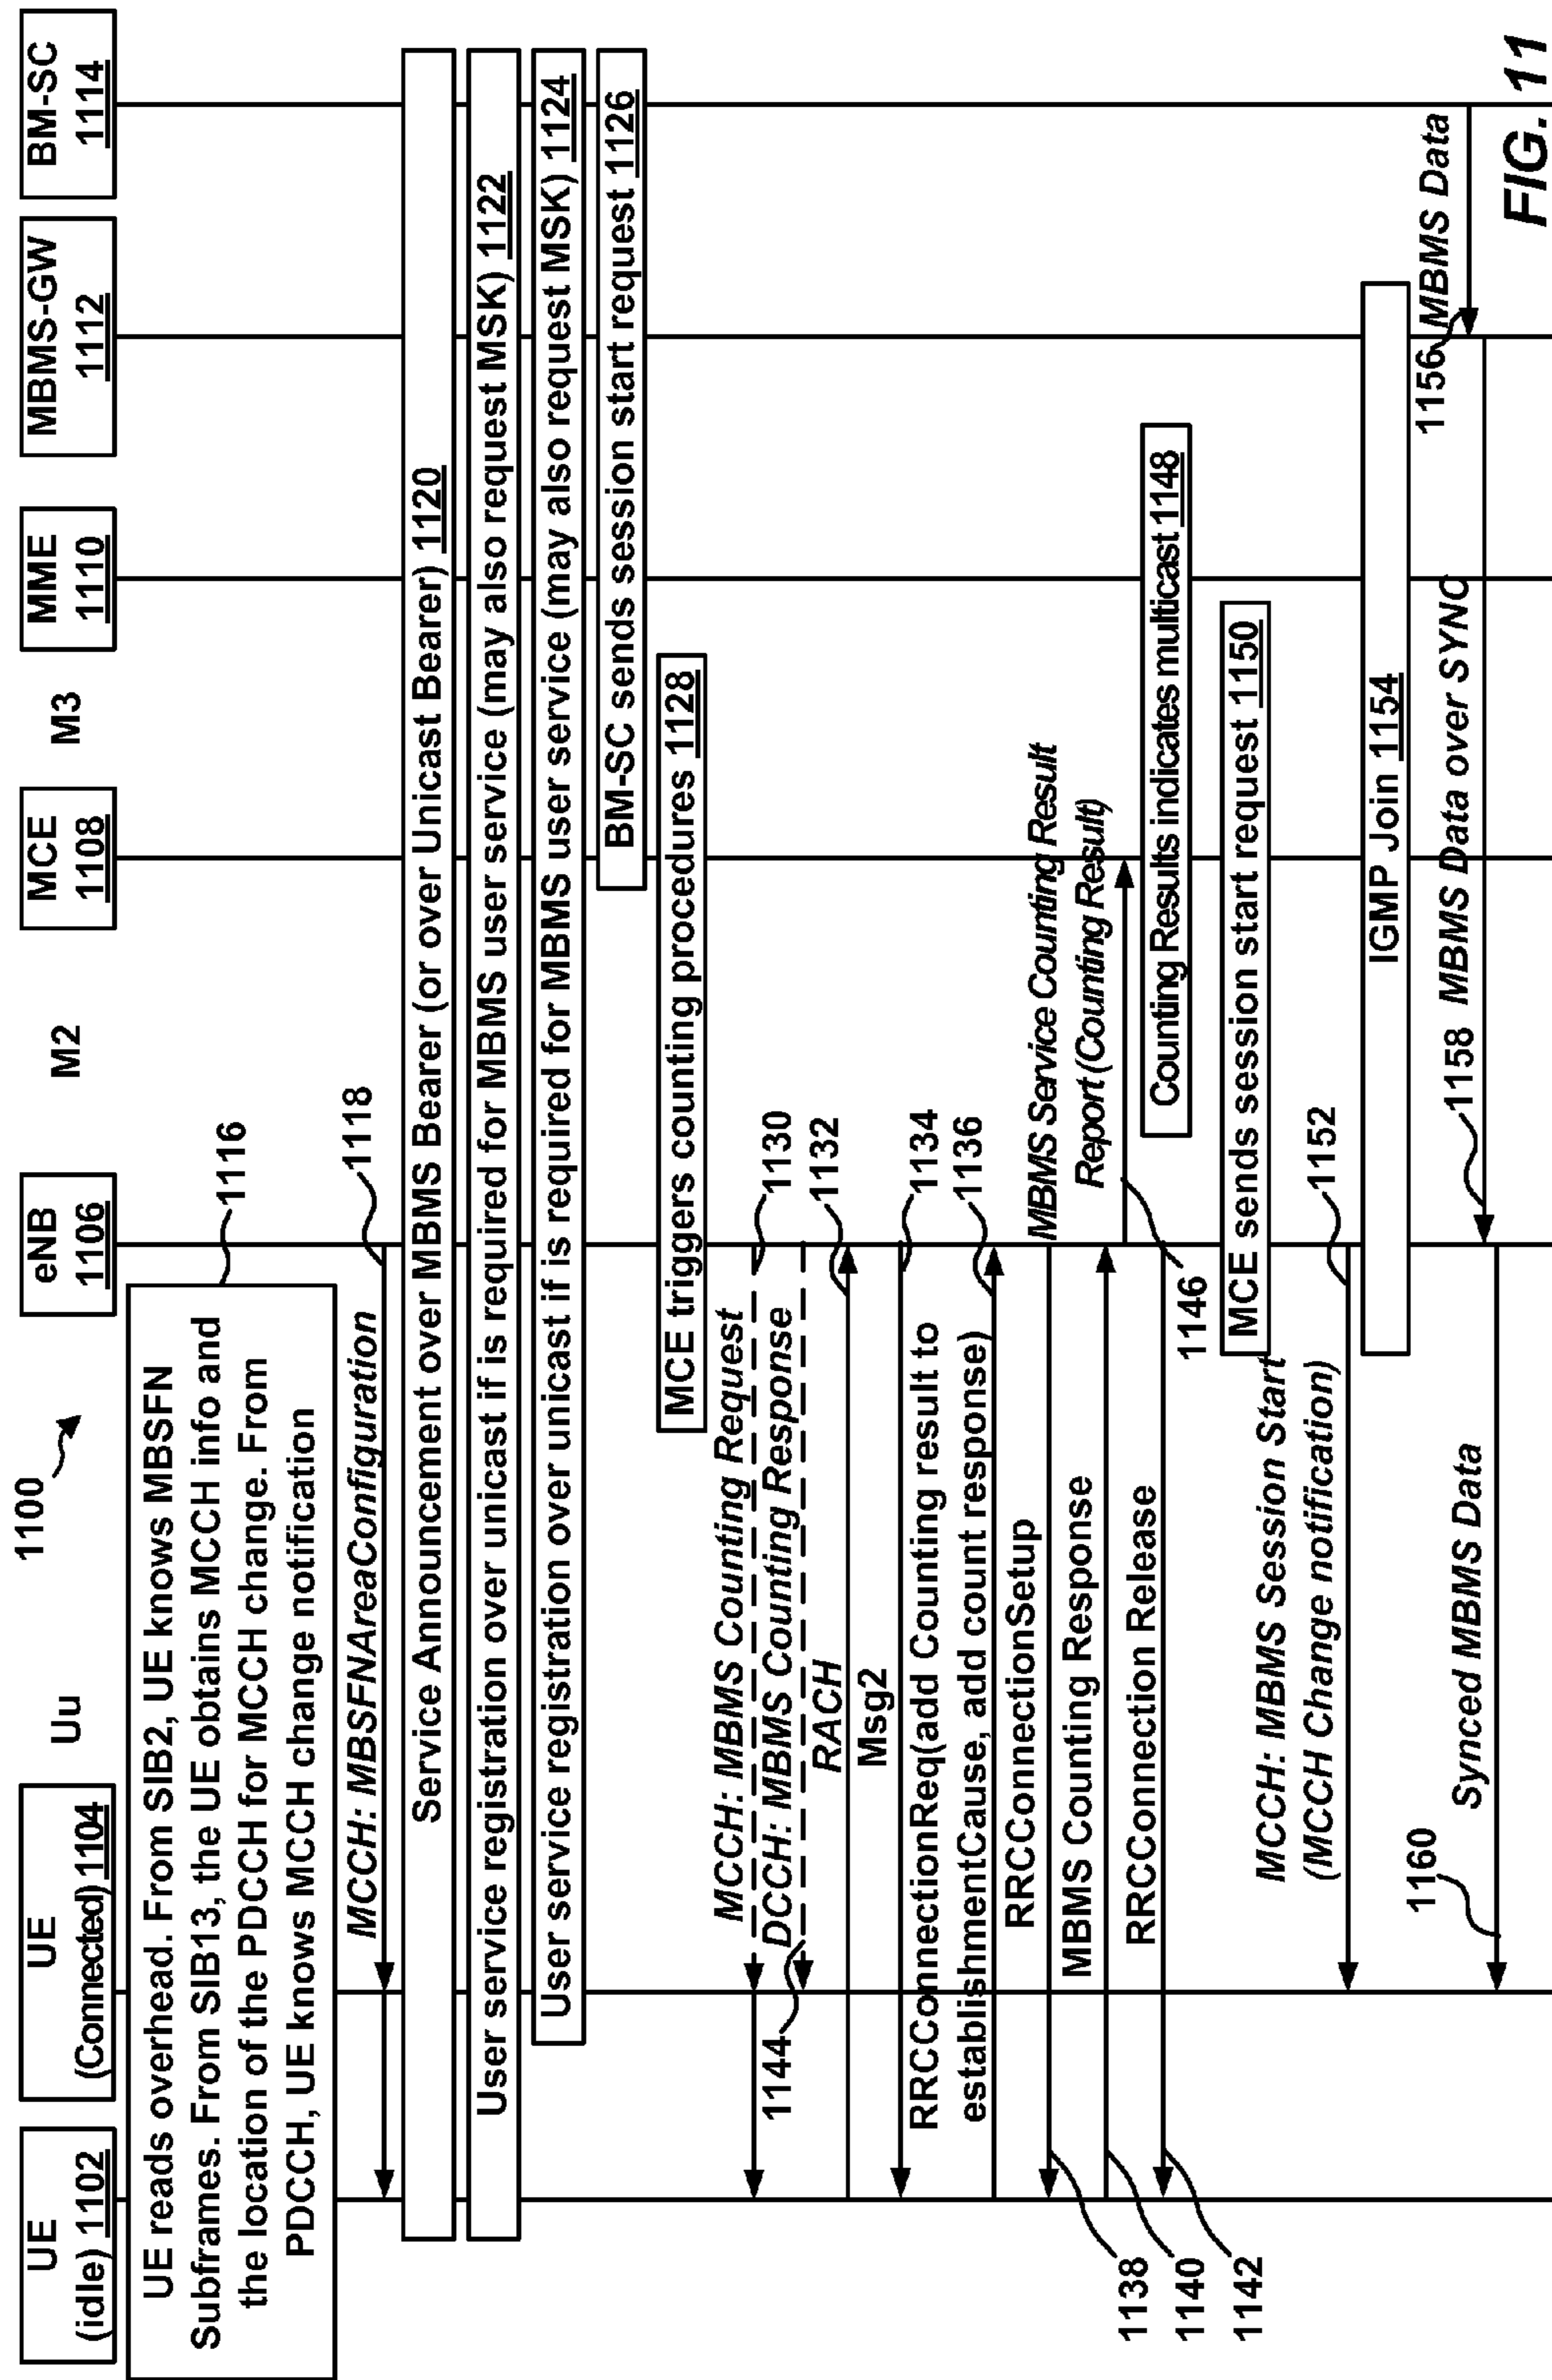 1100
UE
(idle) 1102
UE
(Connected) 1104
Uu
eNB
1106
M2
MCE
1108
M3
MME
1110
MBMS-GW
1112
BM-SC
1114
UE reads overhead. From SIB2, UE knows MBSFN
Subframes. From SIB13, the UE obtains MCCH info and
the location of the PDCCH for MCCH change. From
PDCCH, UE knows MCCH change notification
1116
MCCH: MBSFNAreaConfiguration
1118
Service Announcement over MBMS Bearer (or over Unicast Bearer) 1120
User service registration over unicast if is required for MBMS user service (may also request MSK) 1122
User service registration over unicast if is required for MBMS user service (may also request MSK) 1124
BM-SC sends session start request 1126
MCE triggers counting procedures 1128
MCCH: MBMS Counting Request
1130
DCCH: MBMS Counting Response
1144
RACH
1132
Msg2
1134
RRCConnectionReq(add Counting result to
establishmentCause, add count response)
1136
RRCConnectionSetup
1138
MBMS Counting Response
1140
RRConnection Release
1142
MBMS Service Counting Result
Report (Counting Result)
1146
Counting Results indicates multicast 1148
MCE sends session start request 1150
MCCH: MBMS Session Start
(MCCH Change notification)
1152
IGMP Join 1154
1156
MBMS Data
1158
MBMS Data over SYNC
Synced MBMS Data
1160
FIG. 11